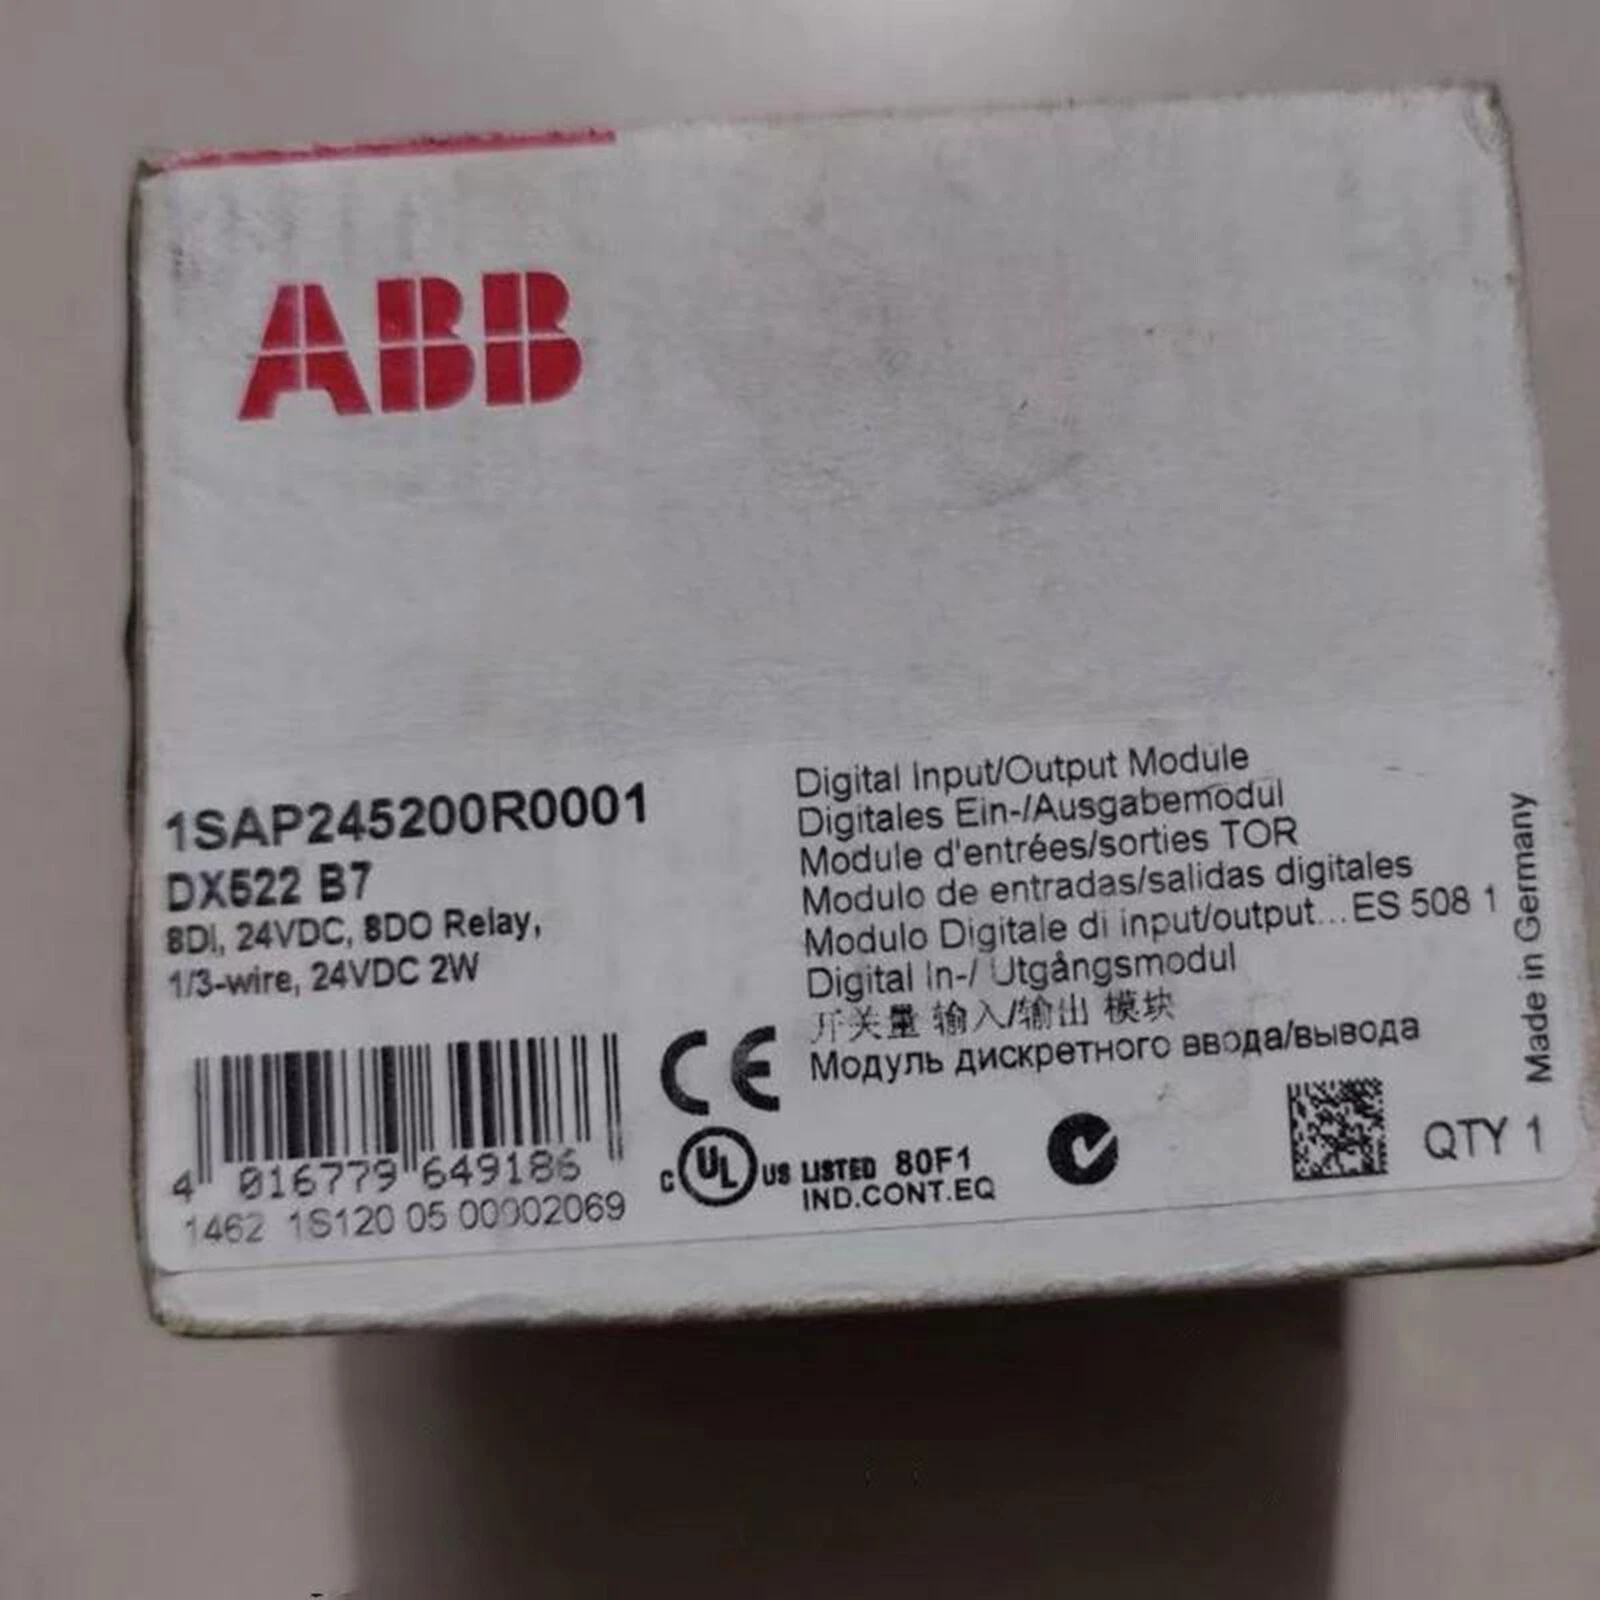 ABB
1SAP245200R0001
DX522 B7
8DI, 24VDC, 8DO Relay,
1/3-wire, 24VDC 2W
4 016779 649186
1462 1S120 05 00002069
Digital Input/Output Module
Digitales Ein-/Ausgabemodul
Module d'entrées/sorties TOR
Modulo de entradas/salidas digitales
Modulo Digitale di input/output...ES 508 1
Digital In-/ Utgångsmodul
开关量 输入/输出 模块
Модуль дискретного ввода/вывода
CE
C UL US LISTED 80F1
IND.CONT.EQ
QTY 1
Made in Germany